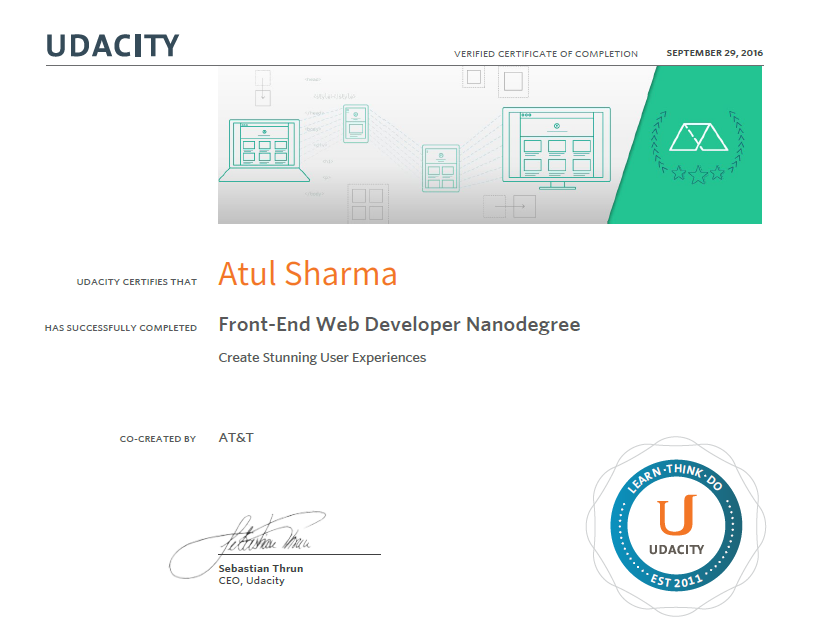 UDACITY
VERIFIED CERTIFICATE OF COMPLETION SEPTEMBER 29, 2016
UDACITY CERTIFIES THAT Atul Sharma
HAS SUCCESSFULLY COMPLETED Front-End Web Developer Nanodegree
Create Stunning User Experiences
CO-CREATED BY AT&T
Sebastian Thrun
Sebastian Thrun
CEO, Udacity
LEARN·THINK·DO
U
UDACITY
EST 2011